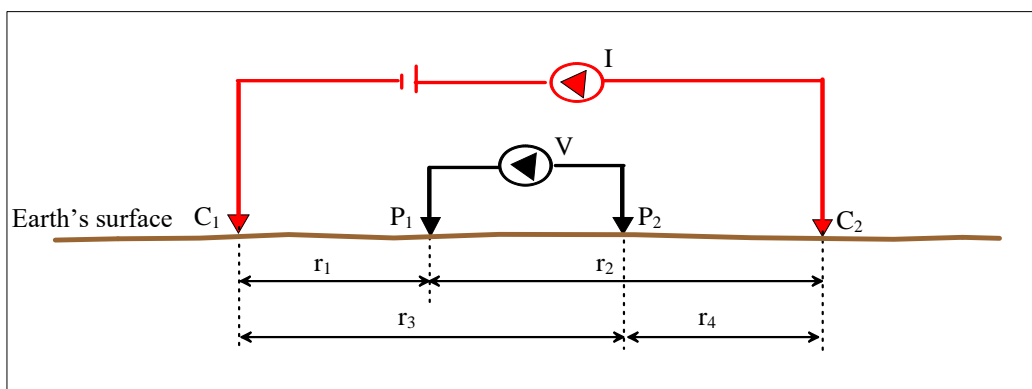 I
V
Earth’s surface C₁ P₁ P₂ C₂
r₁ r₂
r₃ r₄